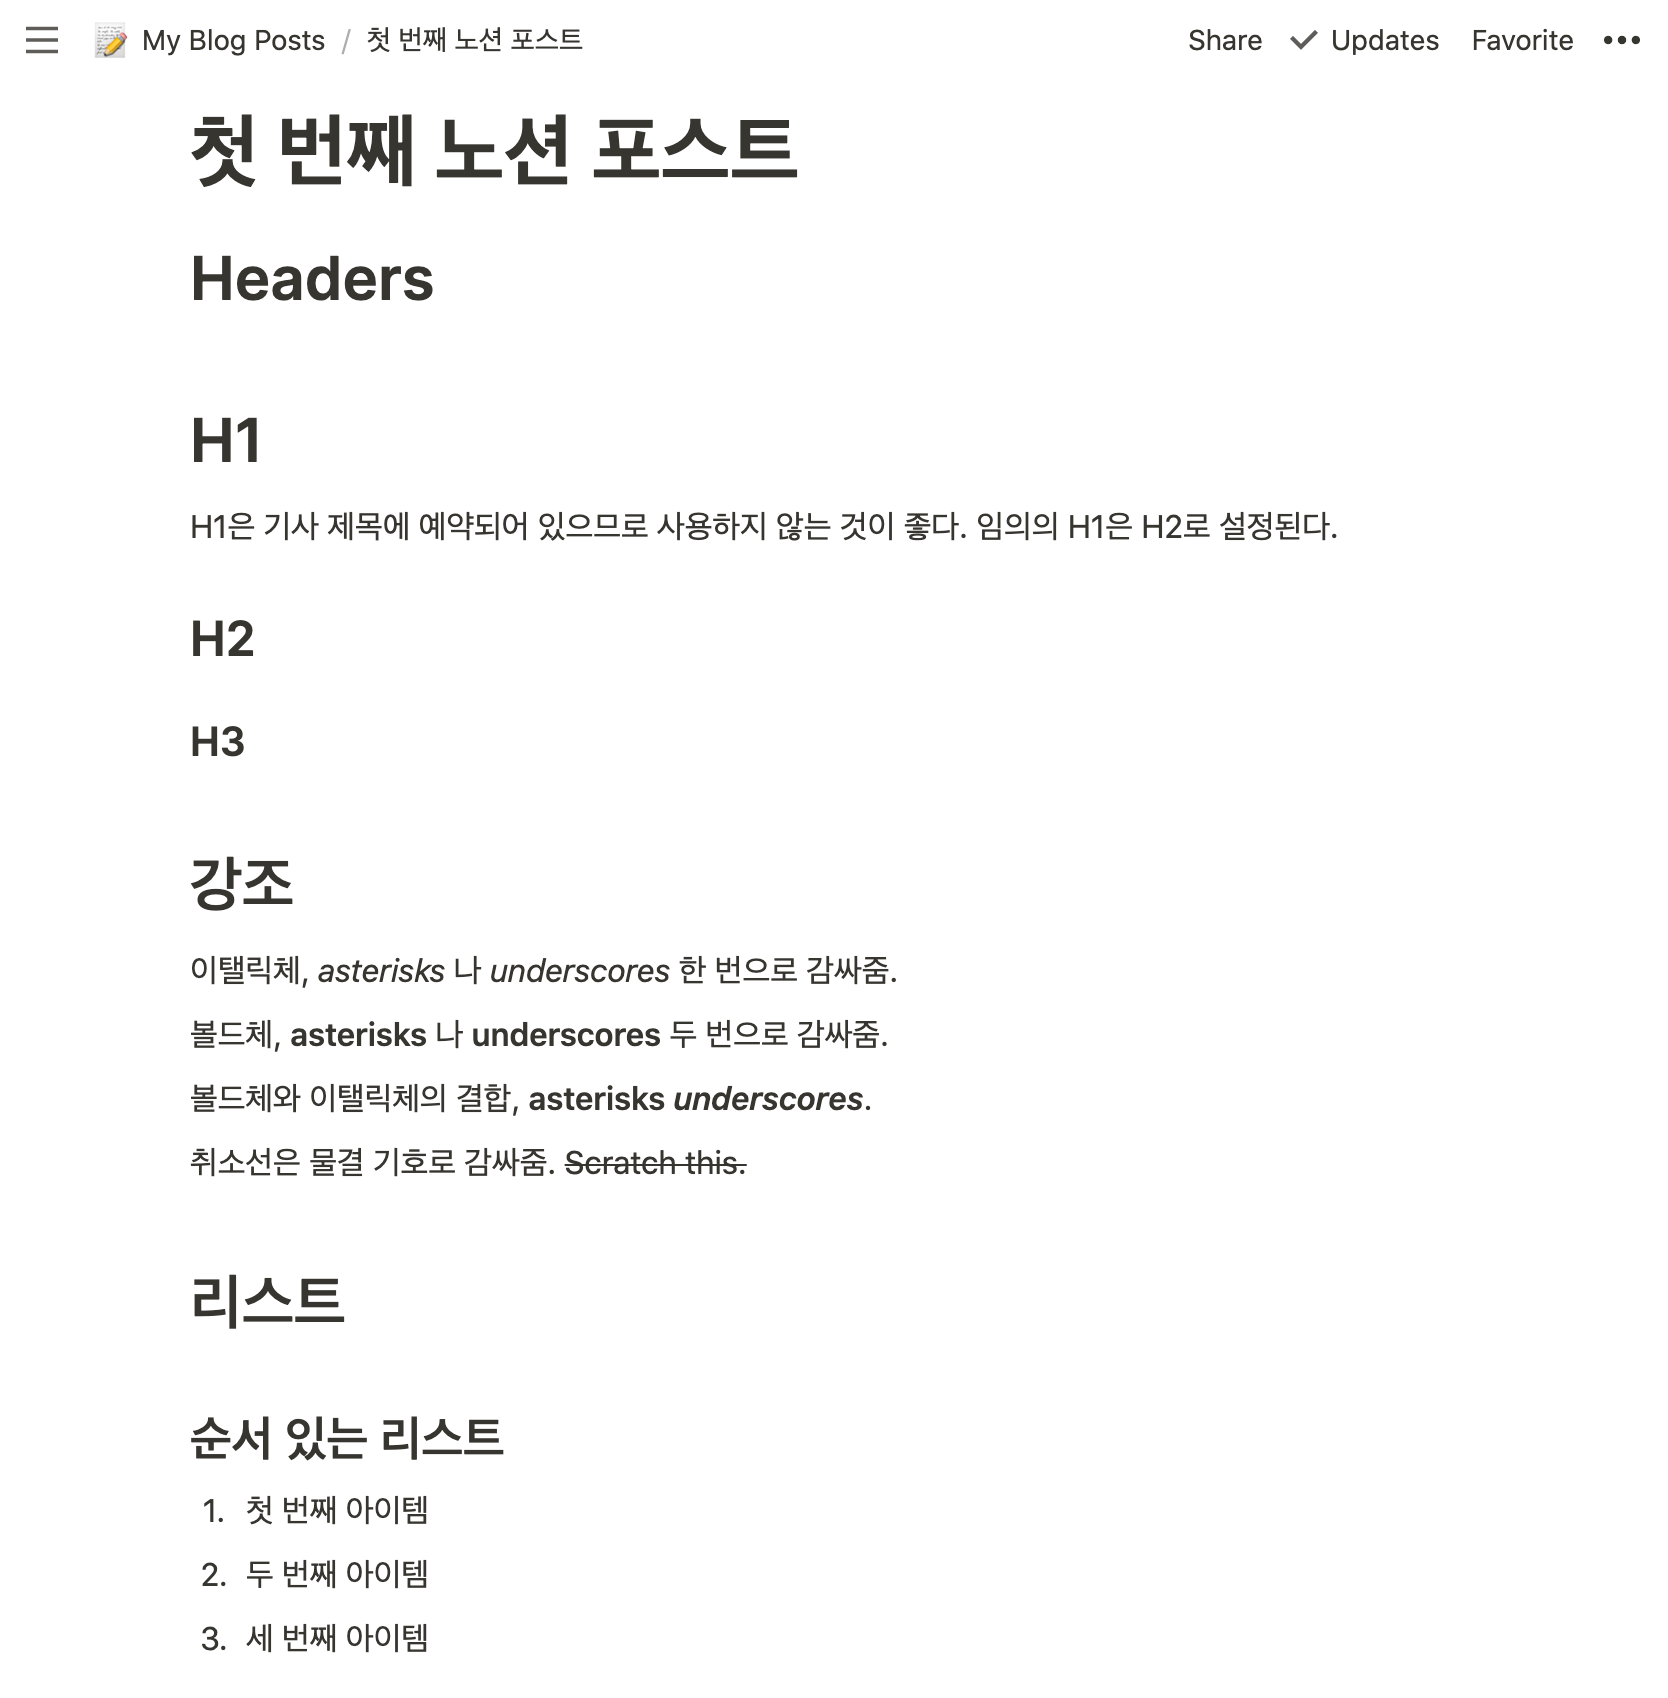 My Blog Posts / 첫 번째 노션 포스트 Share Updates Favorite
첫 번째 노션 포스트
Headers
H1
H1은 기사 제목에 예약되어 있으므로 사용하지 않는 것이 좋다. 임의의 H1은 H2로 설정된다.
H2
H3
강조
이탤릭체, asterisks 나 underscores 한 번으로 감싸줌.
볼드체, asterisks 나 underscores 두 번으로 감싸줌.
볼드체와 이탤릭체의 결합, asterisks underscores.
취소선은 물결 기호로 감싸줌. Scratch this.
리스트
순서 있는 리스트
1. 첫 번째 아이템
2. 두 번째 아이템
3. 세 번째 아이템